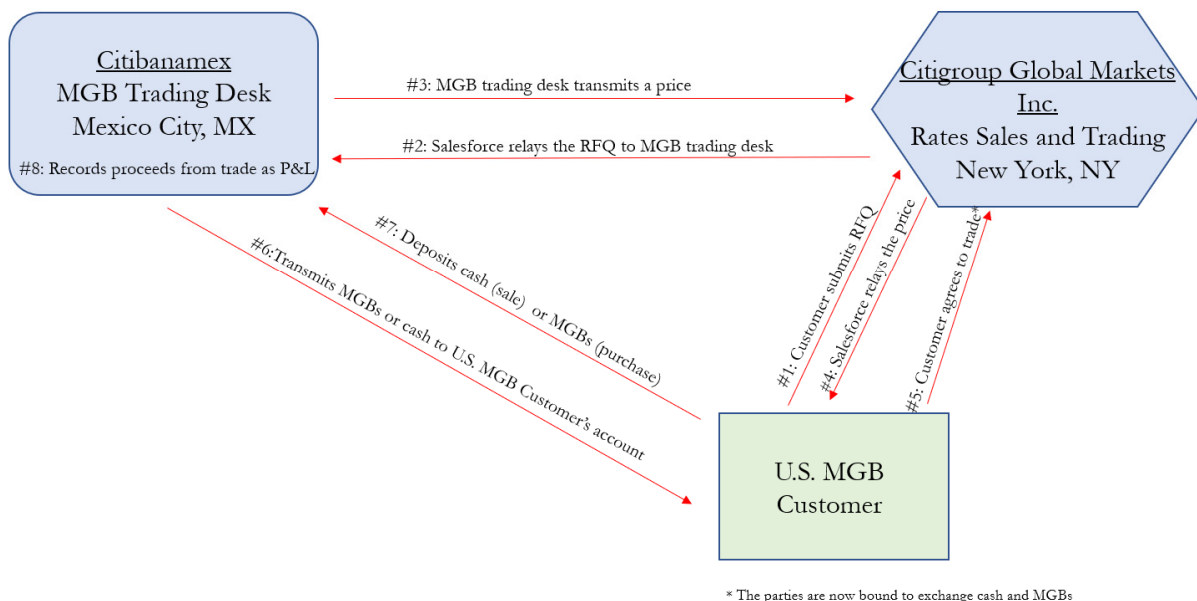 Citibanamex
MGB Trading Desk
Mexico City, MX
#8: Records proceeds from trade as P&L
#3: MGB trading desk transmits a price
#2: Salesforce relays the RFQ to MGB trading desk
Citigroup Global Markets
Inc.
Rates Sales and Trading
New York, NY
#1: Customer submits RFQ
#4: Salesforce relays the price
#5: Customer agrees to trade*
#7: Deposits cash (sale) or MGBs (purchase)
#6:Transmits MGBs or cash to U.S. MGB Customer's account
U.S. MGB
Customer
* The parties are now bound to exchange cash and MGBs